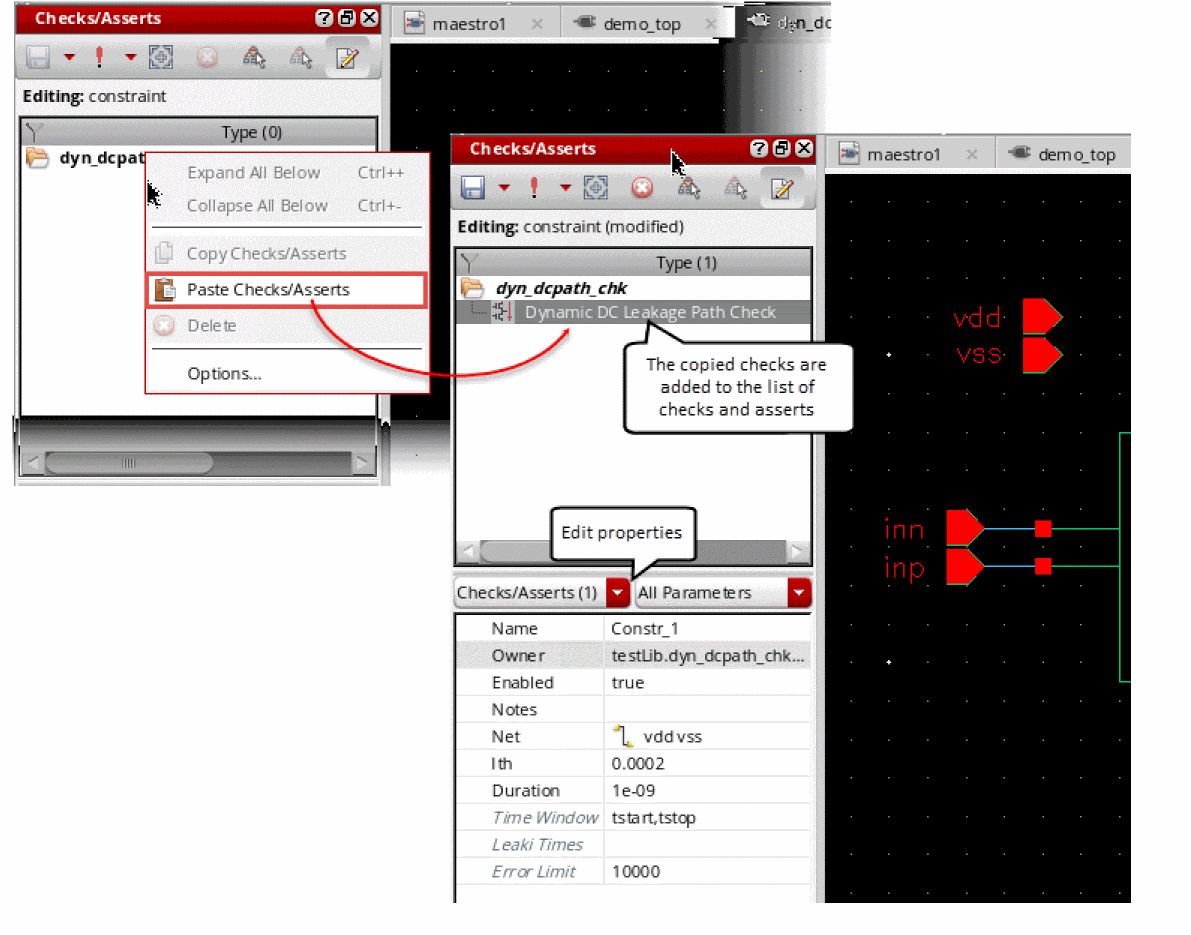 Checks/Asserts
maestro1
demo_top
Editing: constraint
Type (0)
Expand All Below Ctrl++
Collapse All Below Ctrl+-
Copy Checks/Asserts
Paste Checks/Asserts
Delete
Options...
Checks/Asserts
maestro1
demo_top
Editing: constraint (modified)
Type (1)
dyn_dcpath_chk
Dynamic DC Leakage Path Check
The copied checks are
added to the list of
checks and asserts
Edit properties
Checks/Asserts (1) All Parameters
Name Constr_1
Owner testLib.dyn_dcpath_chk...
Enabled true
Notes
Net vdd vss
Ith 0.0002
Duration 1e-09
Time Window tstart,tstop
Leaki Times
Error Limit 10000
vdd
vss
inn
inp